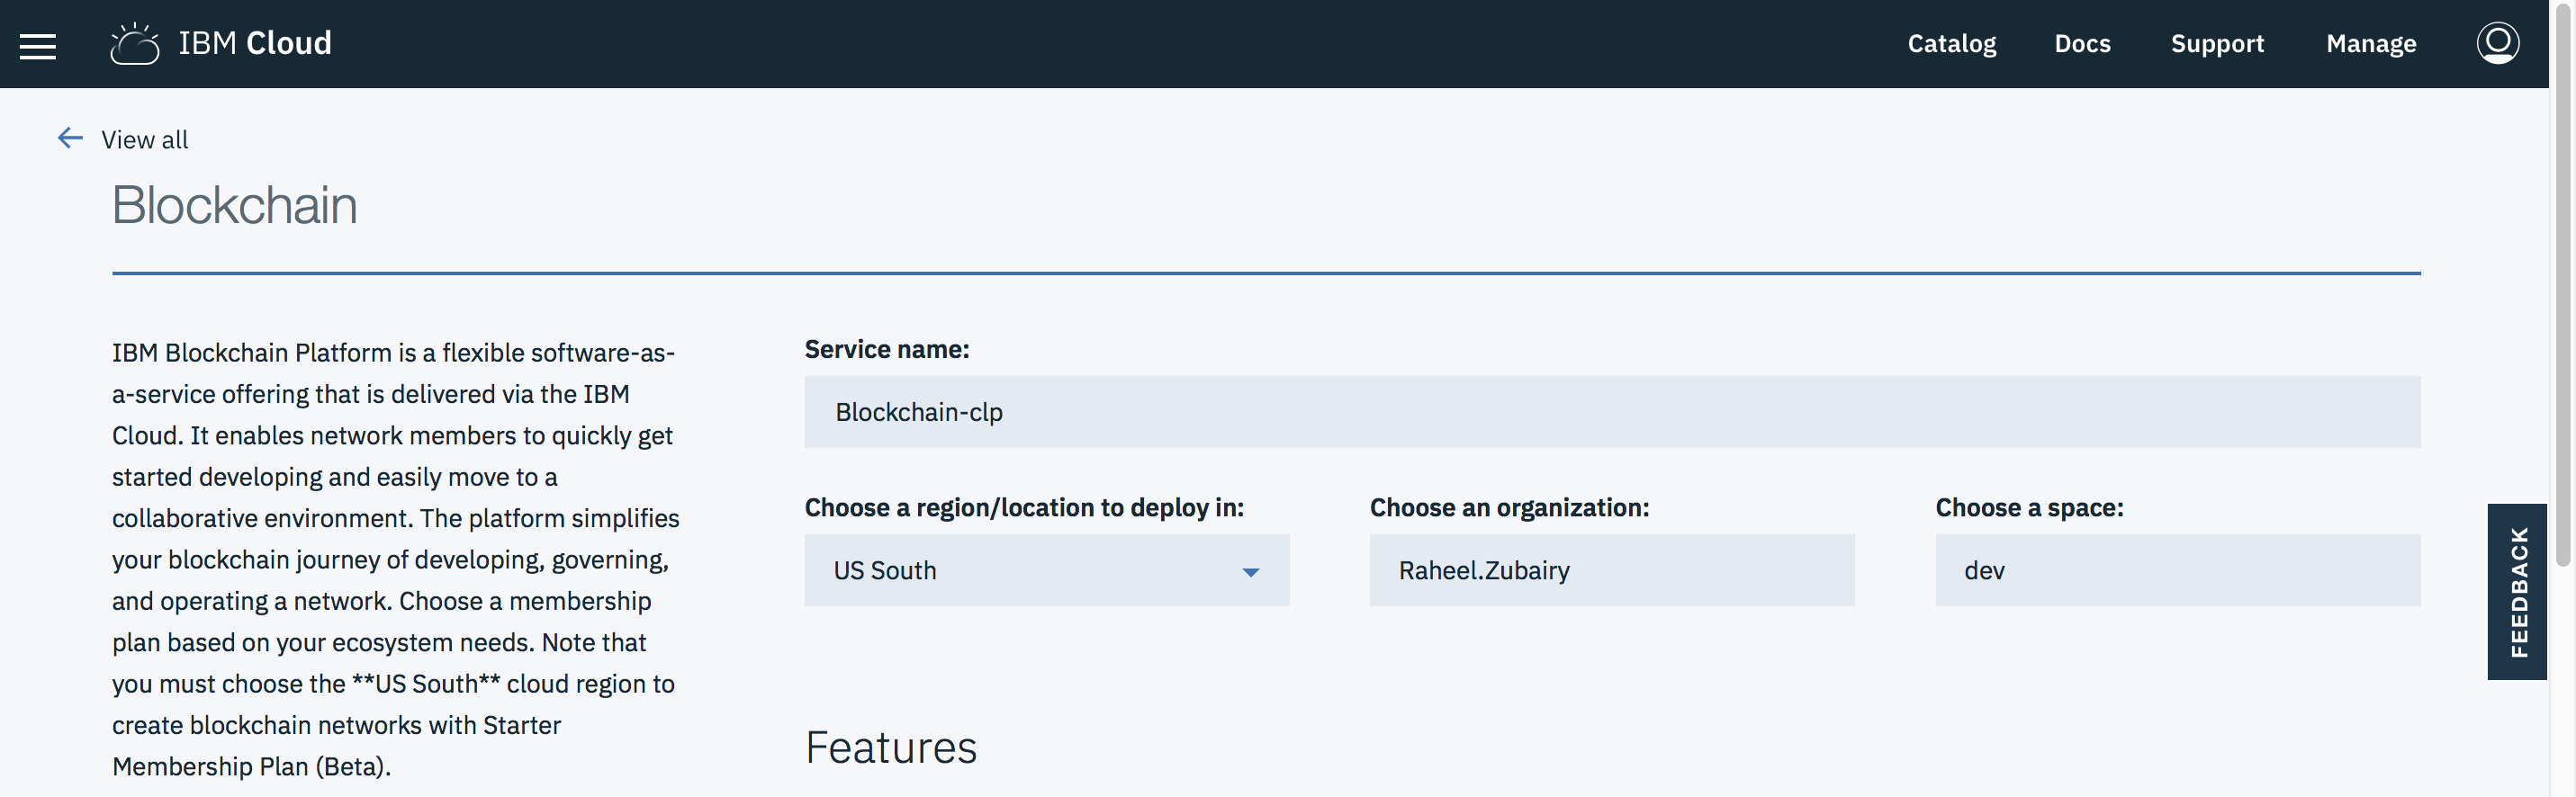 IBM Cloud
Catalog
Docs
Support
Manage
View all
Blockchain
IBM Blockchain Platform is a flexible software-as-
a-service offering that is delivered via the IBM
Cloud. It enables network members to quickly get
started developing and easily move to a
collaborative environment. The platform simplifies
your blockchain journey of developing, governing,
and operating a network. Choose a membership
plan based on your ecosystem needs. Note that
you must choose the **US South** cloud region to
create blockchain networks with Starter
Membership Plan (Beta).
Service name:
Blockchain-clp
Choose a region/location to deploy in:
US South
Choose an organization:
Raheel.Zubairy
Choose a space:
dev
Features
FEEDBACK